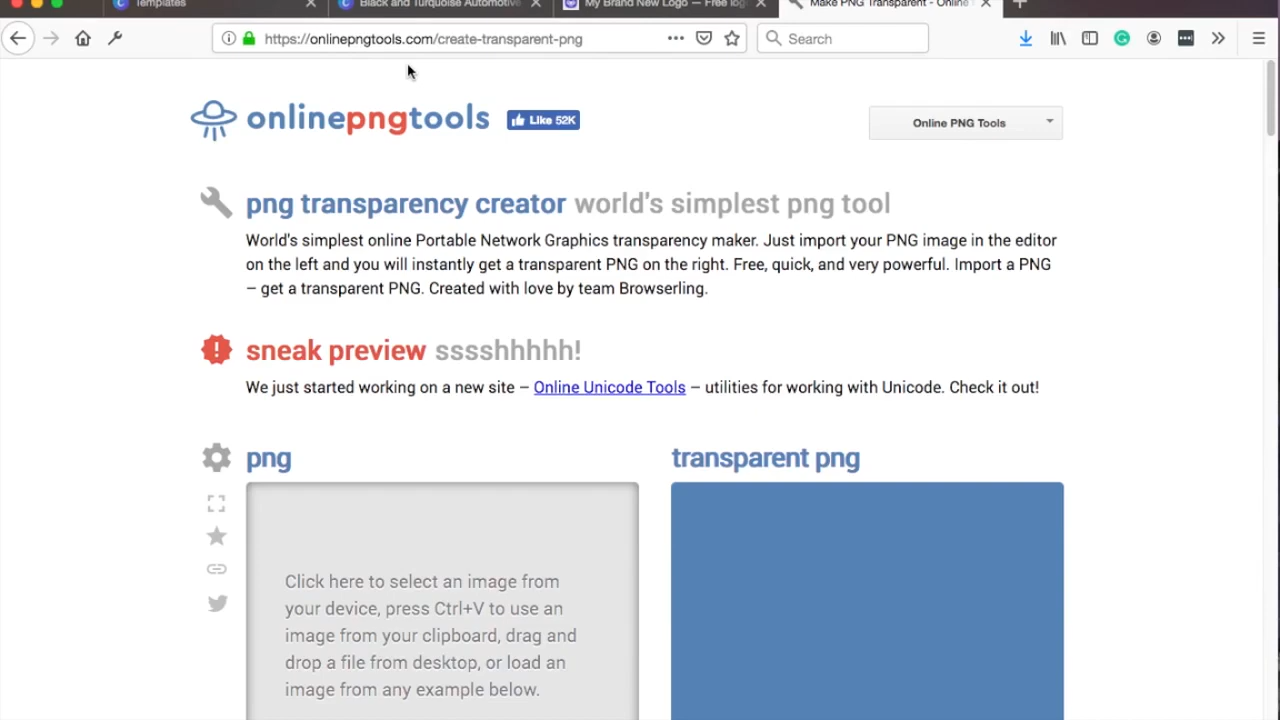 Templates
Black and Turquoise Automotive
My Brand New Logo — Free log
Make PNG Transparent - Online
https://onlinepngtools.com/create-transparent-png
Search
onlinepngtools
Like 52K
Online PNG Tools
png transparency creator world's simplest png tool
World's simplest online Portable Network Graphics transparency maker. Just import your PNG image in the editor
on the left and you will instantly get a transparent PNG on the right. Free, quick, and very powerful. Import a PNG
– get a transparent PNG. Created with love by team Browserling.
sneak preview sssshhhhh!
We just started working on a new site – Online Unicode Tools – utilities for working with Unicode. Check it out!
png
transparent png
Click here to select an image from
your device, press Ctrl+V to use an
image from your clipboard, drag and
drop a file from desktop, or load an
image from any example below.